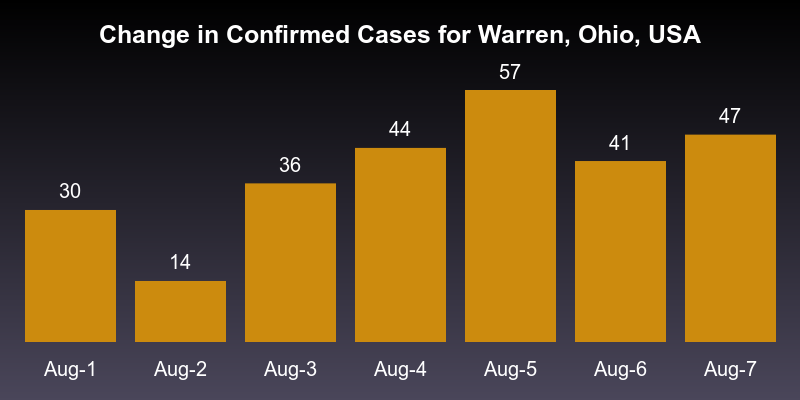 Change in Confirmed Cases for Warren, Ohio, USA
30 14 36 44 57 41 47
Aug-1 Aug-2 Aug-3 Aug-4 Aug-5 Aug-6 Aug-7